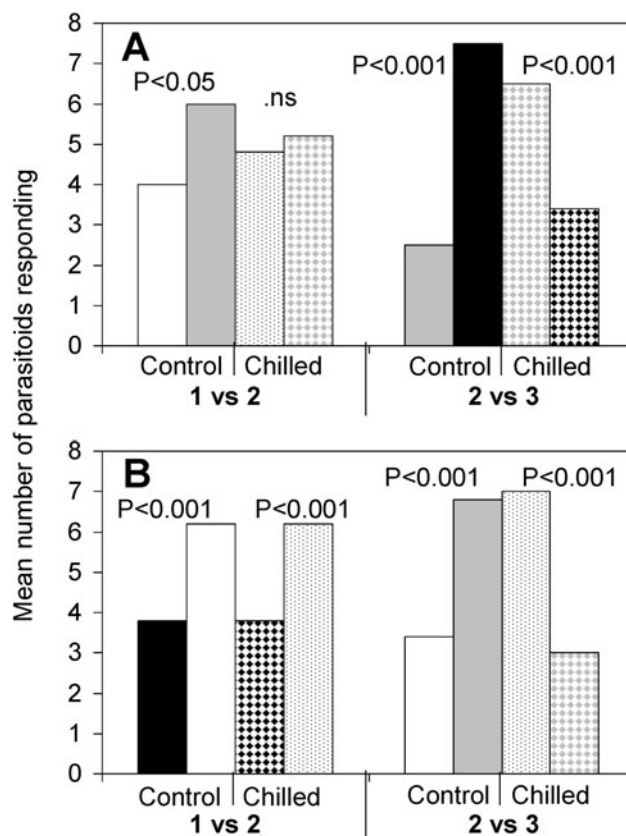 Mean number of parasitoids responding
A
8
7
6
5
4
3
2
1
0
P<0.05
.ns
P<0.001
P<0.001
Control Chilled Control Chilled
1 vs 2 2 vs 3
B
8
7
6
5
4
3
2
1
0
P<0.001
P<0.001
P<0.001
P<0.001
Control Chilled Control Chilled
1 vs 2 2 vs 3